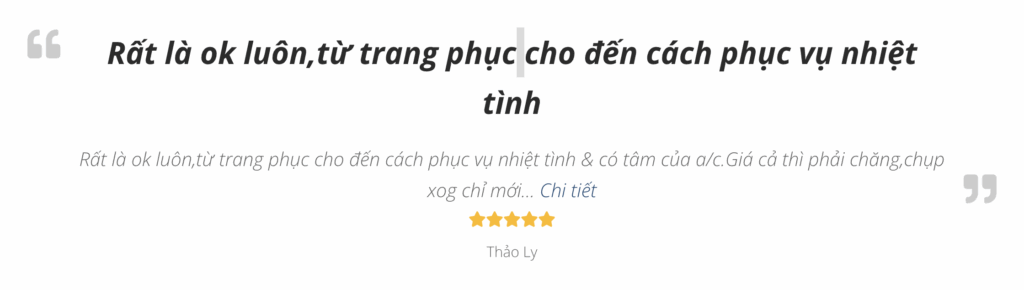 Rất là ok luôn,từ trang phục cho đến cách phục vụ nhiệt
tình
Rất là ok luôn,từ trang phục cho đến cách phục vụ nhiệt tình & có tâm của a/c.Giá cả thì phải chăng,chụp
xog chỉ mới... Chi tiết
Thảo Ly